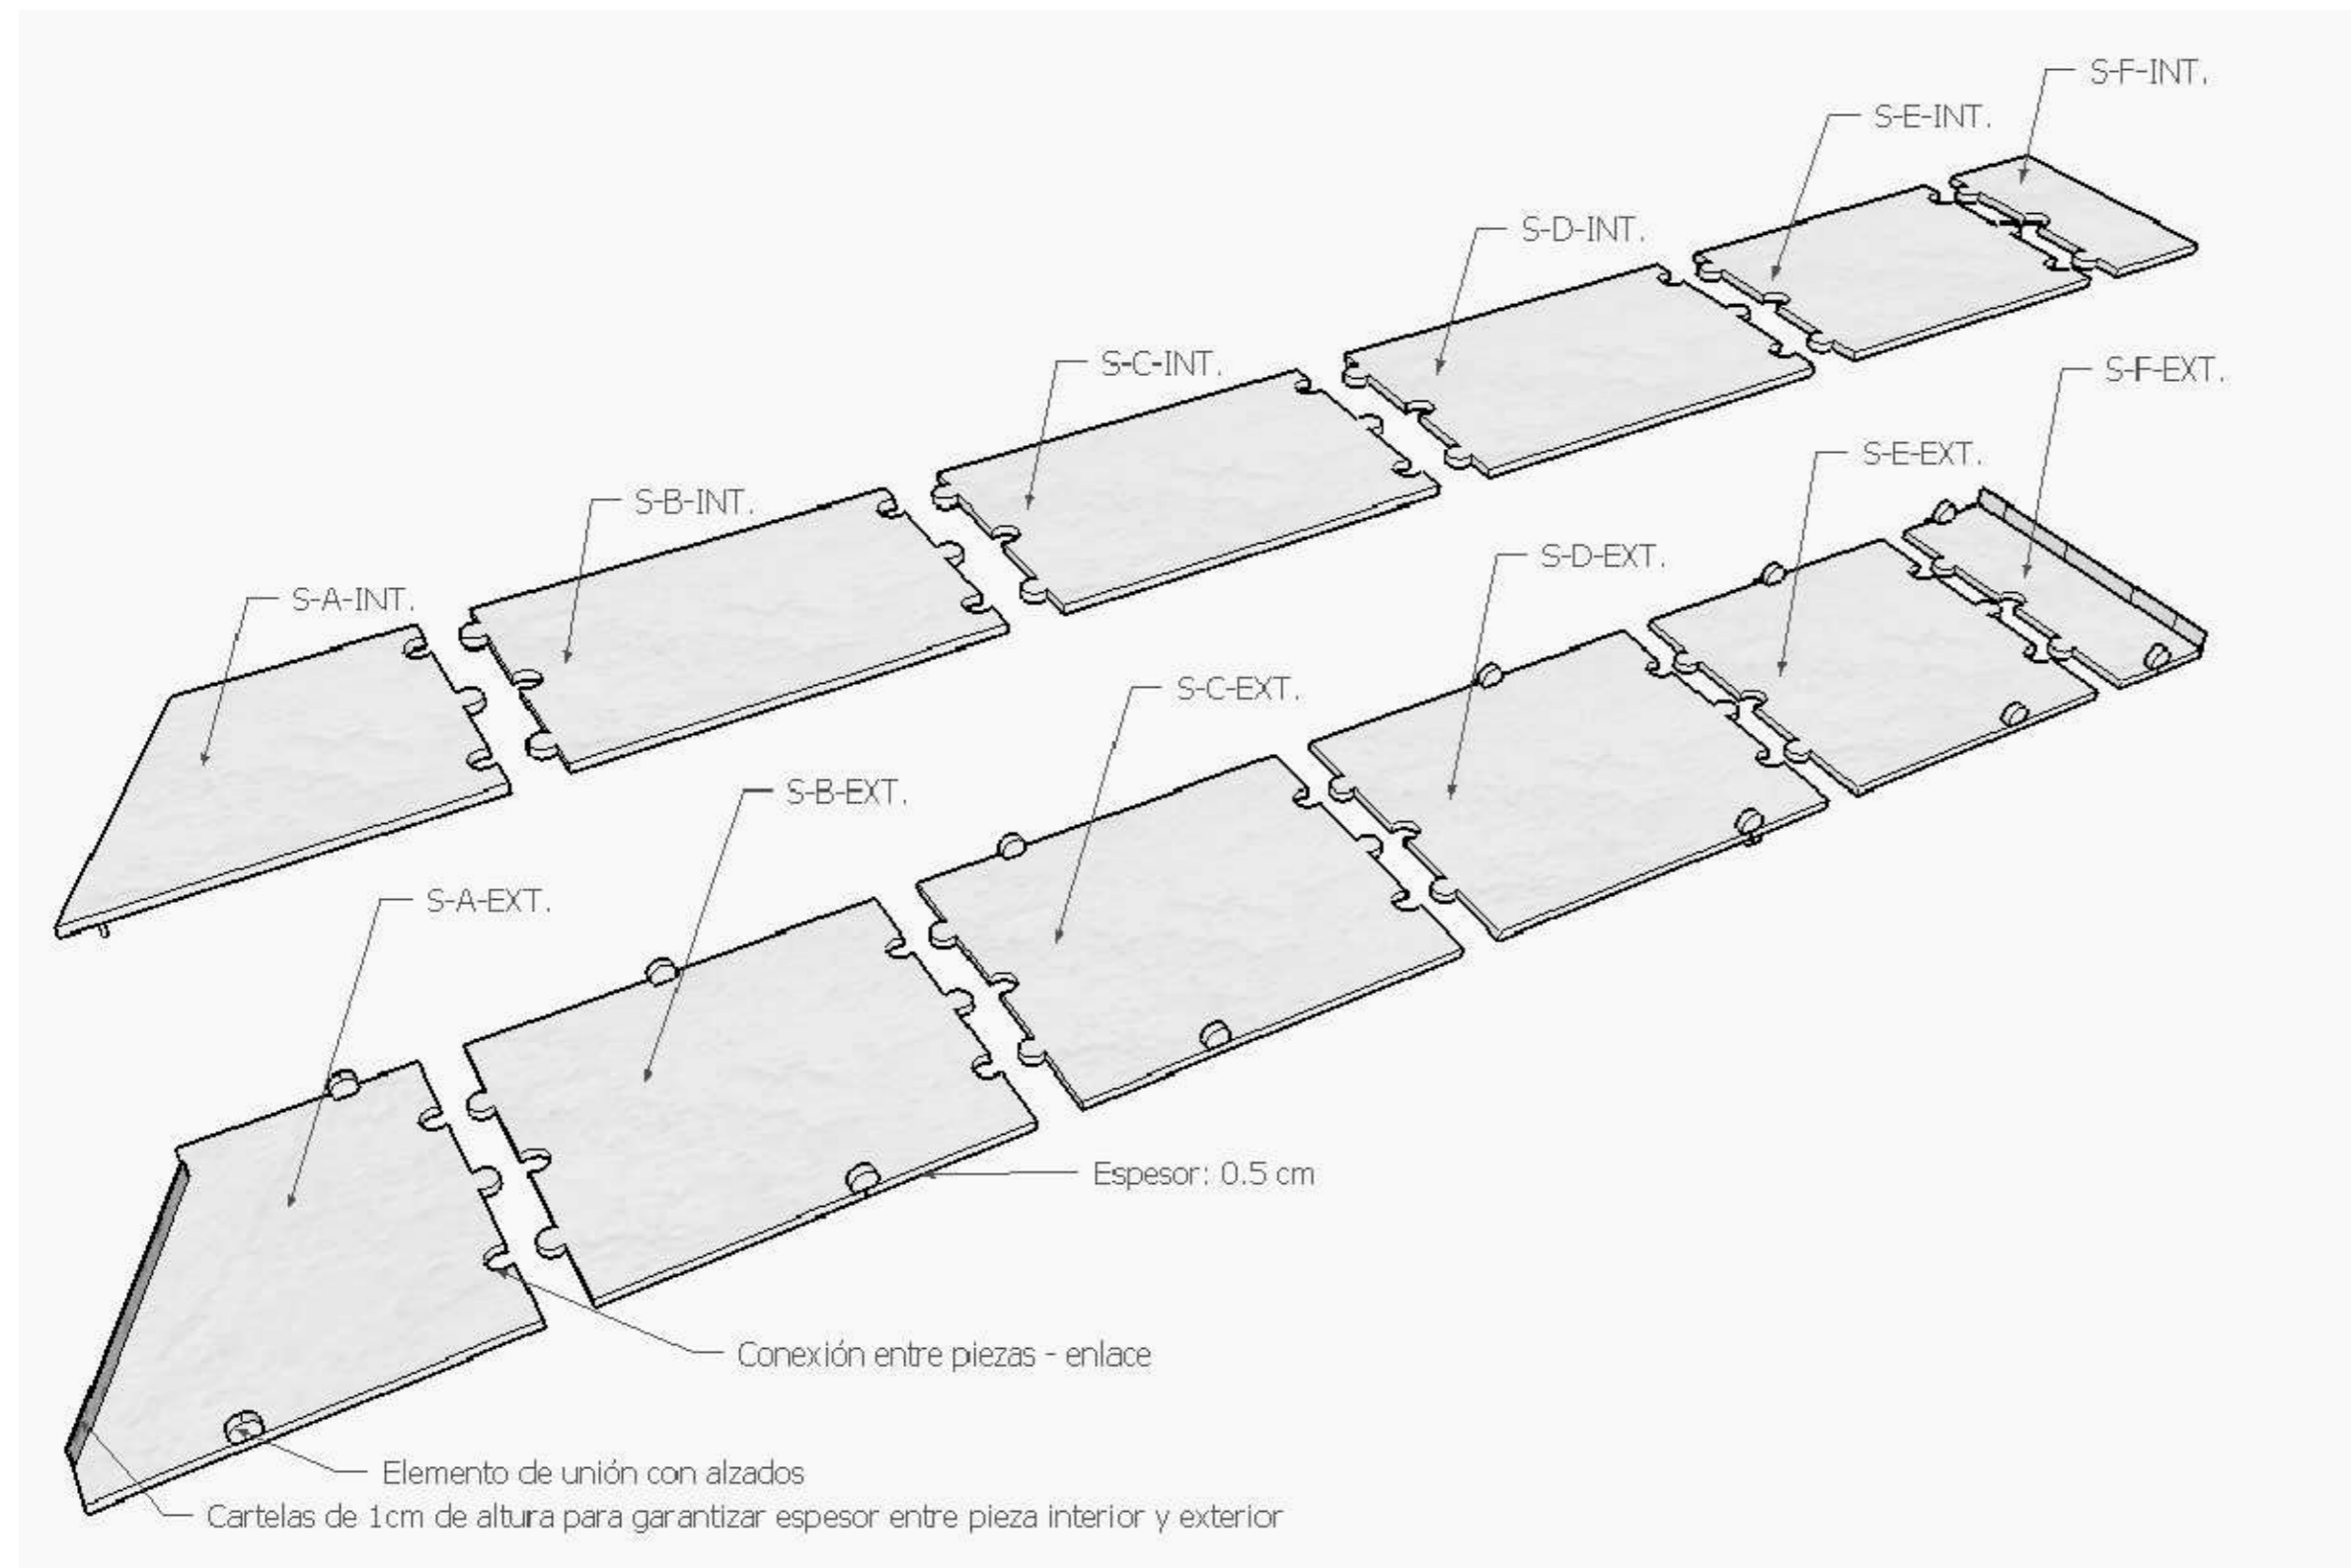 S-F-INT.
S-E-INT.
S-D-INT.
S-C-INT.
S-B-INT.
S-A-INT.
S-F-EXT.
S-E-EXT.
S-D-EXT.
S-C-EXT.
S-B-EXT.
S-A-EXT.
Espesor: 0.5 cm
Conexión entre piezas - enlace
Elemento de unión con alzados
Cartelas de 1cm de altura para garantizar espesor entre pieza interior y exterior